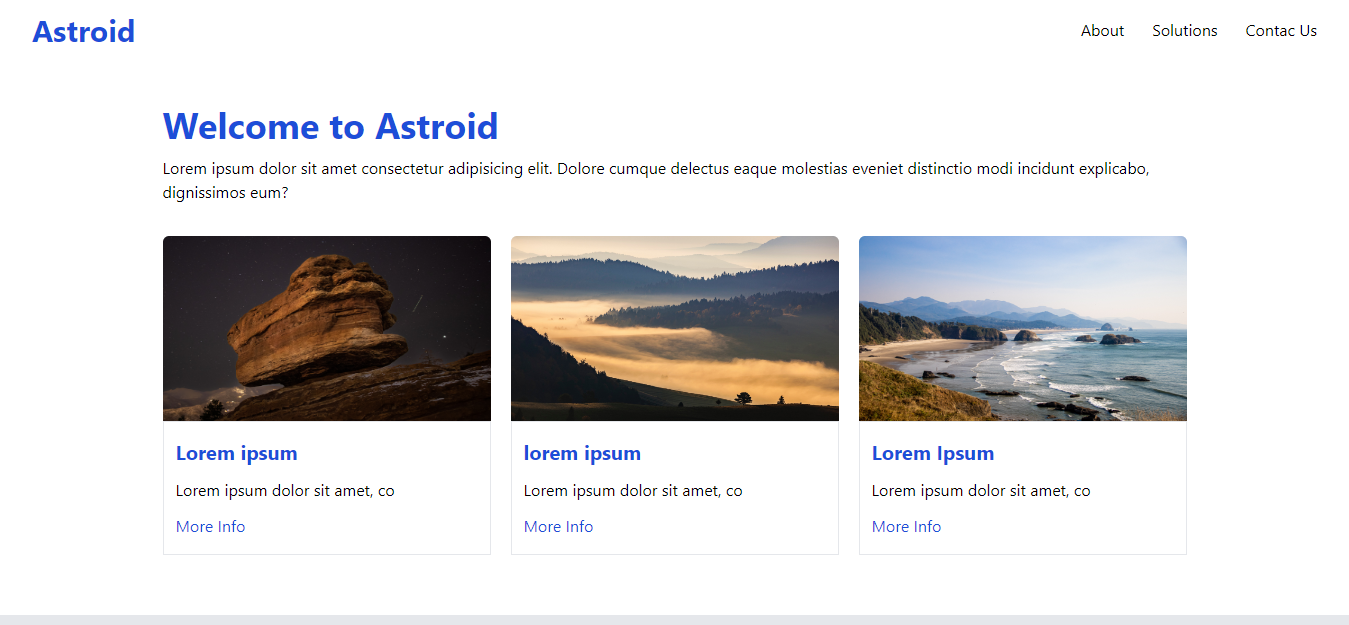 Astroid
About Solutions Contac Us
Welcome to Astroid
Lorem ipsum dolor sit amet consectetur adipisicing elit. Dolore cumque delectus eaque molestias eveniet distinctio modi incidunt explicabo,
dignissimos eum?
Lorem ipsum
Lorem ipsum dolor sit amet, co
More Info
lorem ipsum
Lorem ipsum dolor sit amet, co
More Info
Lorem Ipsum
Lorem ipsum dolor sit amet, co
More Info